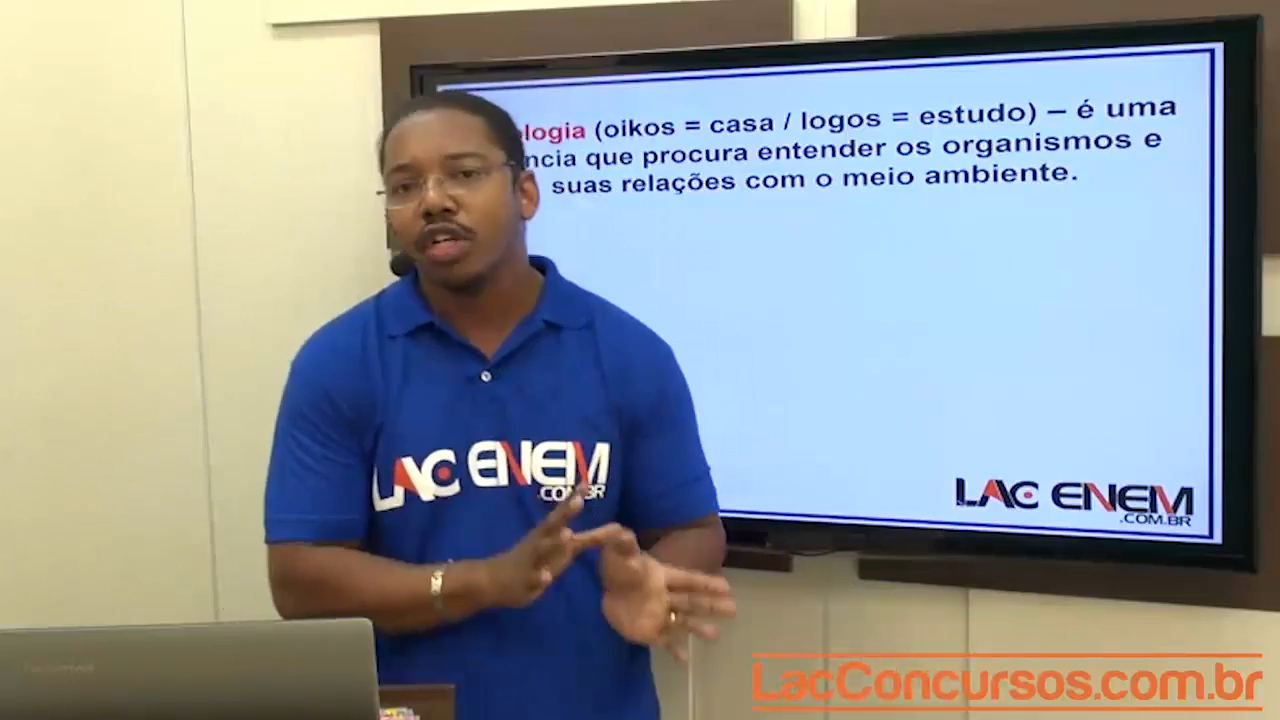 logia (oikos = casa / logos = estudo) – é uma
ncia que procura entender os organismos e
suas relações com o meio ambiente.
LAC ENEM
.COM.BR
LAC ENEM
.COM.BR
LacConcursos.com.br